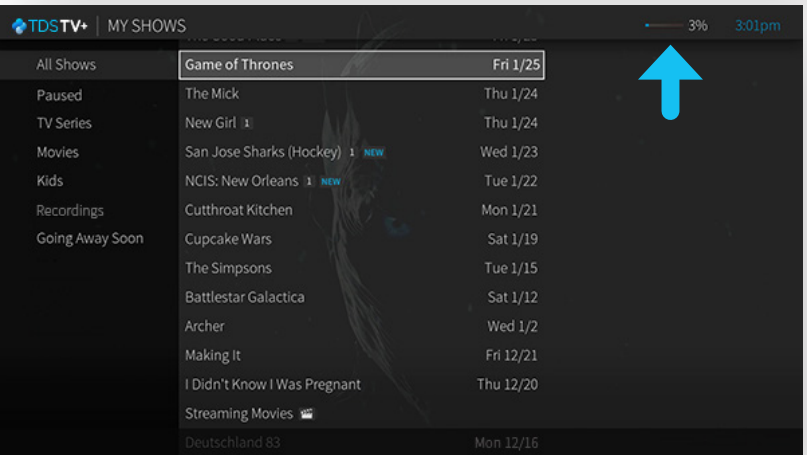 TDSTV+ | MY SHOWS 3% 3:01pm
All Shows
Paused
TV Series
Movies
Kids
Recordings
Going Away Soon
Game of Thrones Fri 1/25
The Mick Thu 1/24
New Girl 1 Thu 1/24
San Jose Sharks (Hockey) 1 NEW Wed 1/23
NCIS: New Orleans 1 NEW Tue 1/22
Cutthroat Kitchen Mon 1/21
Cupcake Wars Sat 1/19
The Simpsons Tue 1/15
Battlestar Galactica Sat 1/12
Archer Wed 1/2
Making It Fri 12/21
I Didn't Know I Was Pregnant Thu 12/20
Streaming Movies
Deutschland 83 Mon 12/16